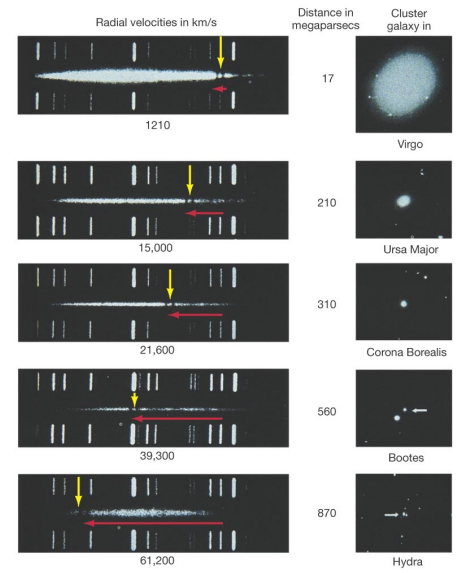 Radial velocities in km/s
Distance in
megaparsecs
Cluster
galaxy in
1210
17
Virgo
15,000
210
Ursa Major
21,600
310
Corona Borealis
39,300
560
Bootes
61,200
870
Hydra